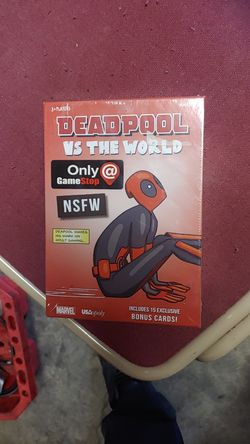 DEADPOOL
VS THE WORLD
Only @
GameStop
NSFW
MARVEL
USAopoly
INCLUDES 15 EXCLUSIVE
BONUS CARDS!